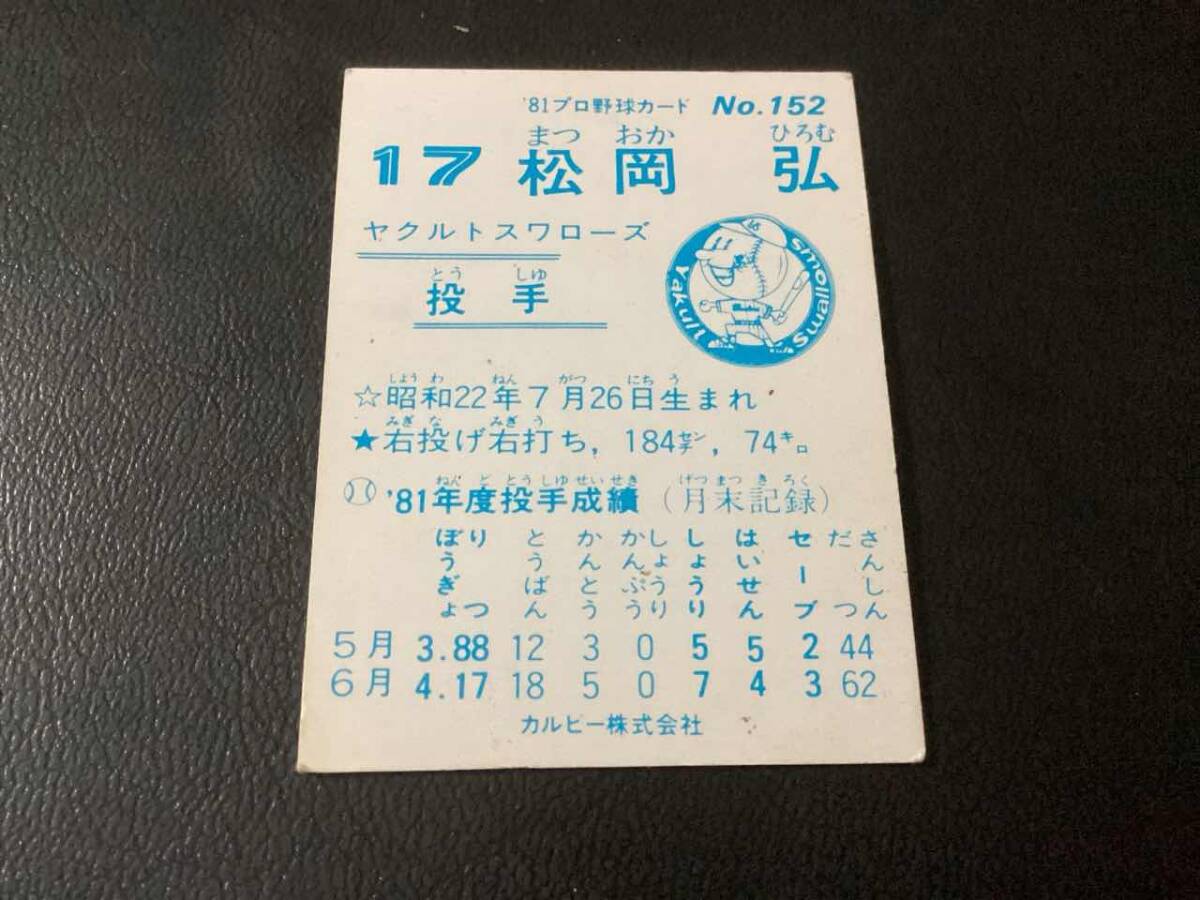 '81プロ野球カード No.152
まつ おか ひろむ
17 松岡 弘
ヤクルトスワローズ
Yakult Swallows
とう しゅ
投手
しょう わ ねん がつ にち う
☆昭和22年7月26日生まれ
みぎ な みぎ う
★右投げ右打ち, 184センチ, 74キロ
ねん ど とう しゅ せい せき げつ まつ き ろく
'81年度投手成績(月末記録)
ぼうぎょりつ とうばん かんとう かんぷうしょうり しょうり はいせん セーブ だつさんしん
5月 3.88 12 3 0 5 5 2 44
6月 4.17 18 5 0 7 4 3 62
カルビー株式会社